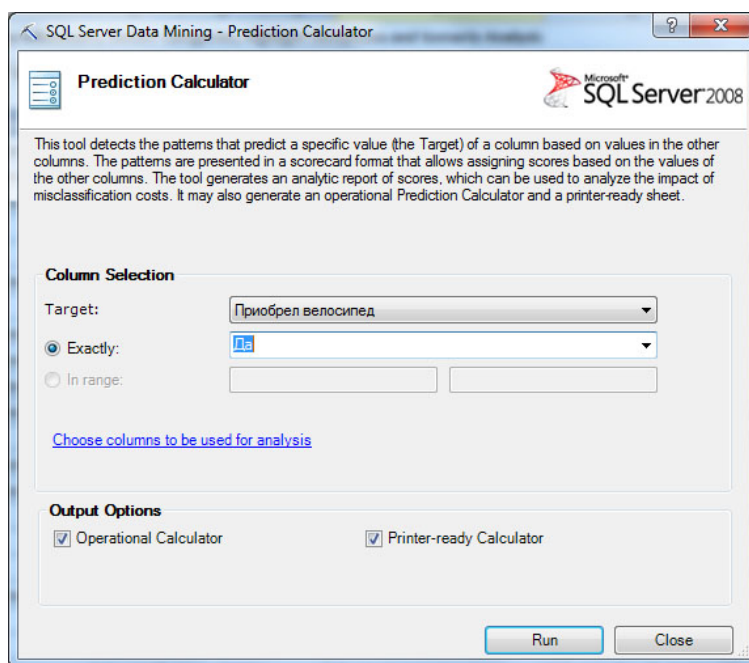 SQL Server Data Mining - Prediction Calculator
Prediction Calculator
Microsoft®
SQL Server 2008
This tool detects the patterns that predict a specific value (the Target) of a column based on values in the other
columns. The patterns are presented in a scorecard format that allows assigning scores based on the values of
the other columns. The tool generates an analytic report of scores, which can be used to analyze the impact of
misclassification costs. It may also generate an operational Prediction Calculator and a printer-ready sheet.
Column Selection
Target: Приобрел велосипед
Exactly: Да
In range:
Choose columns to be used for analysis
Output Options
Operational Calculator Printer-ready Calculator
Run Close